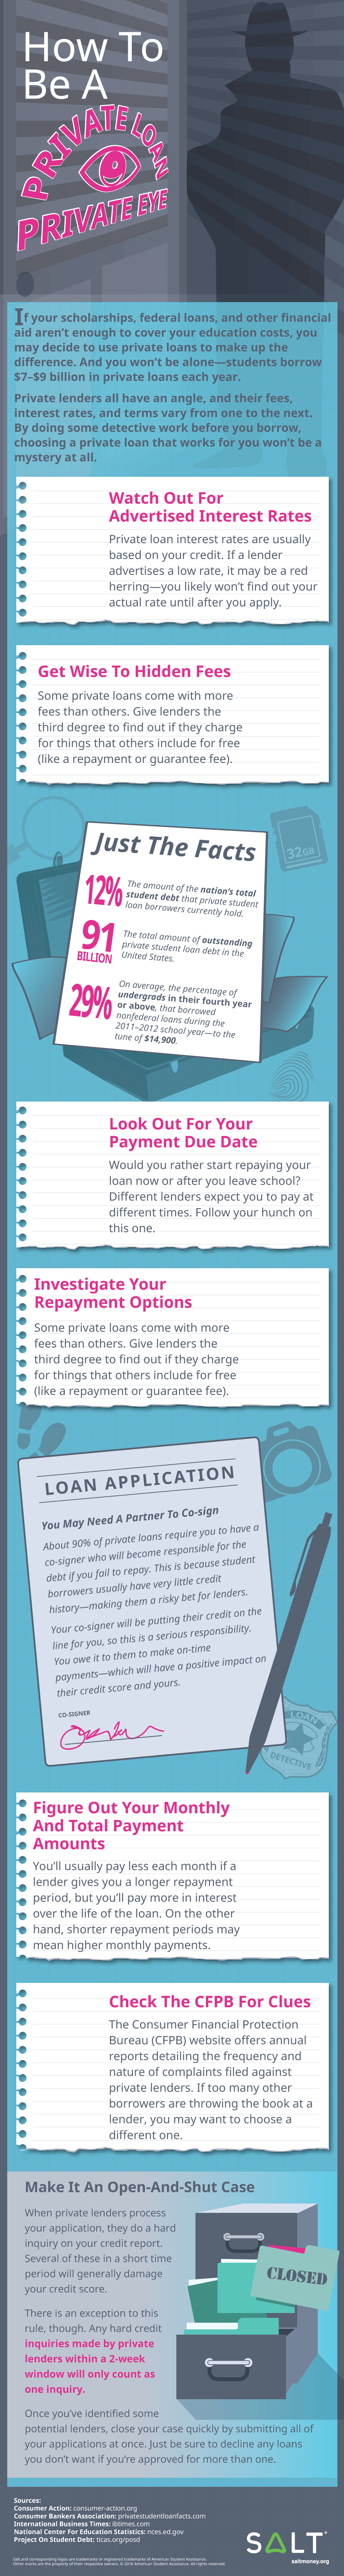 How To
Be A
PRIVATE LOAN
PRIVATE EYE
If your scholarships, federal loans, and other financial
aid aren't enough to cover your education costs, you
may decide to use private loans to make up the
difference. And you won't be alone—students borrow
$7–$9 billion in private loans each year.
Private lenders all have an angle, and their fees,
interest rates, and terms vary from one to the next.
By doing some detective work before you borrow,
choosing a private loan that works for you won't be a
mystery at all.
Watch Out For
Advertised Interest Rates
Private loan interest rates are usually
based on your credit. If a lender
advertises a low rate, it may be a red
herring—you likely won't find out your
actual rate until after you apply.
Get Wise To Hidden Fees
Some private loans come with more
fees than others. Give lenders the
third degree to find out if they charge
for things that others include for free
(like a repayment or guarantee fee).
32GB
Just The Facts
12%
The amount of the nation's total
student debt that private student
loan borrowers currently hold.
91
BILLION
The total amount of outstanding
private student loan debt in the
United States.
29%
On average, the percentage of
undergrads in their fourth year
or above, that borrowed
nonfederal loans during the
2011–2012 school year—to the
tune of $14,900.
Look Out For Your
Payment Due Date
Would you rather start repaying your
loan now or after you leave school?
Different lenders expect you to pay at
different times. Follow your hunch on
this one.
Investigate Your
Repayment Options
Some private loans come with more
fees than others. Give lenders the
third degree to find out if they charge
for things that others include for free
(like a repayment or guarantee fee).
LOAN APPLICATION
You May Need A Partner To Co-sign
About 90% of private loans require you to have a
co-signer who will become responsible for the
debt if you fail to repay. This is because student
borrowers usually have very little credit
history—making them a risky bet for lenders.
Your co-signer will be putting their credit on the
line for you, so this is a serious responsibility.
You owe it to them to make on-time
payments—which will have a positive impact on
their credit score and yours.
CO-SIGNER
LOAN
DETECTIVE
Figure Out Your Monthly
And Total Payment
Amounts
You'll usually pay less each month if a
lender gives you a longer repayment
period, but you'll pay more in interest
over the life of the loan. On the other
hand, shorter repayment periods may
mean higher monthly payments.
Check The CFPB For Clues
The Consumer Financial Protection
Bureau (CFPB) website offers annual
reports detailing the frequency and
nature of complaints filed against
private lenders. If too many other
borrowers are throwing the book at a
lender, you may want to choose a
different one.
Make It An Open-And-Shut Case
When private lenders process
your application, they do a hard
inquiry on your credit report.
Several of these in a short time
period will generally damage
your credit score.
CLOSED
There is an exception to this
rule, though. Any hard credit
inquiries made by private
lenders within a 2-week
window will only count as
one inquiry.
Once you've identified some
potential lenders, close your case quickly by submitting all of
your applications at once. Just be sure to decline any loans
you don't want if you're approved for more than one.
Sources:
Consumer Action: consumer-action.org
Consumer Bankers Association: privatestudentloanfacts.com
International Business Times: ibtimes.com
National Center For Education Statistics: nces.ed.gov
Project On Student Debt: ticas.org/posd
SALT®
saltmoney.org
Salt and corresponding logos are trademarks or registered trademarks of American Student Assistance.
Other marks are the property of their respective owners. © 2014 American Student Assistance. All rights reserved